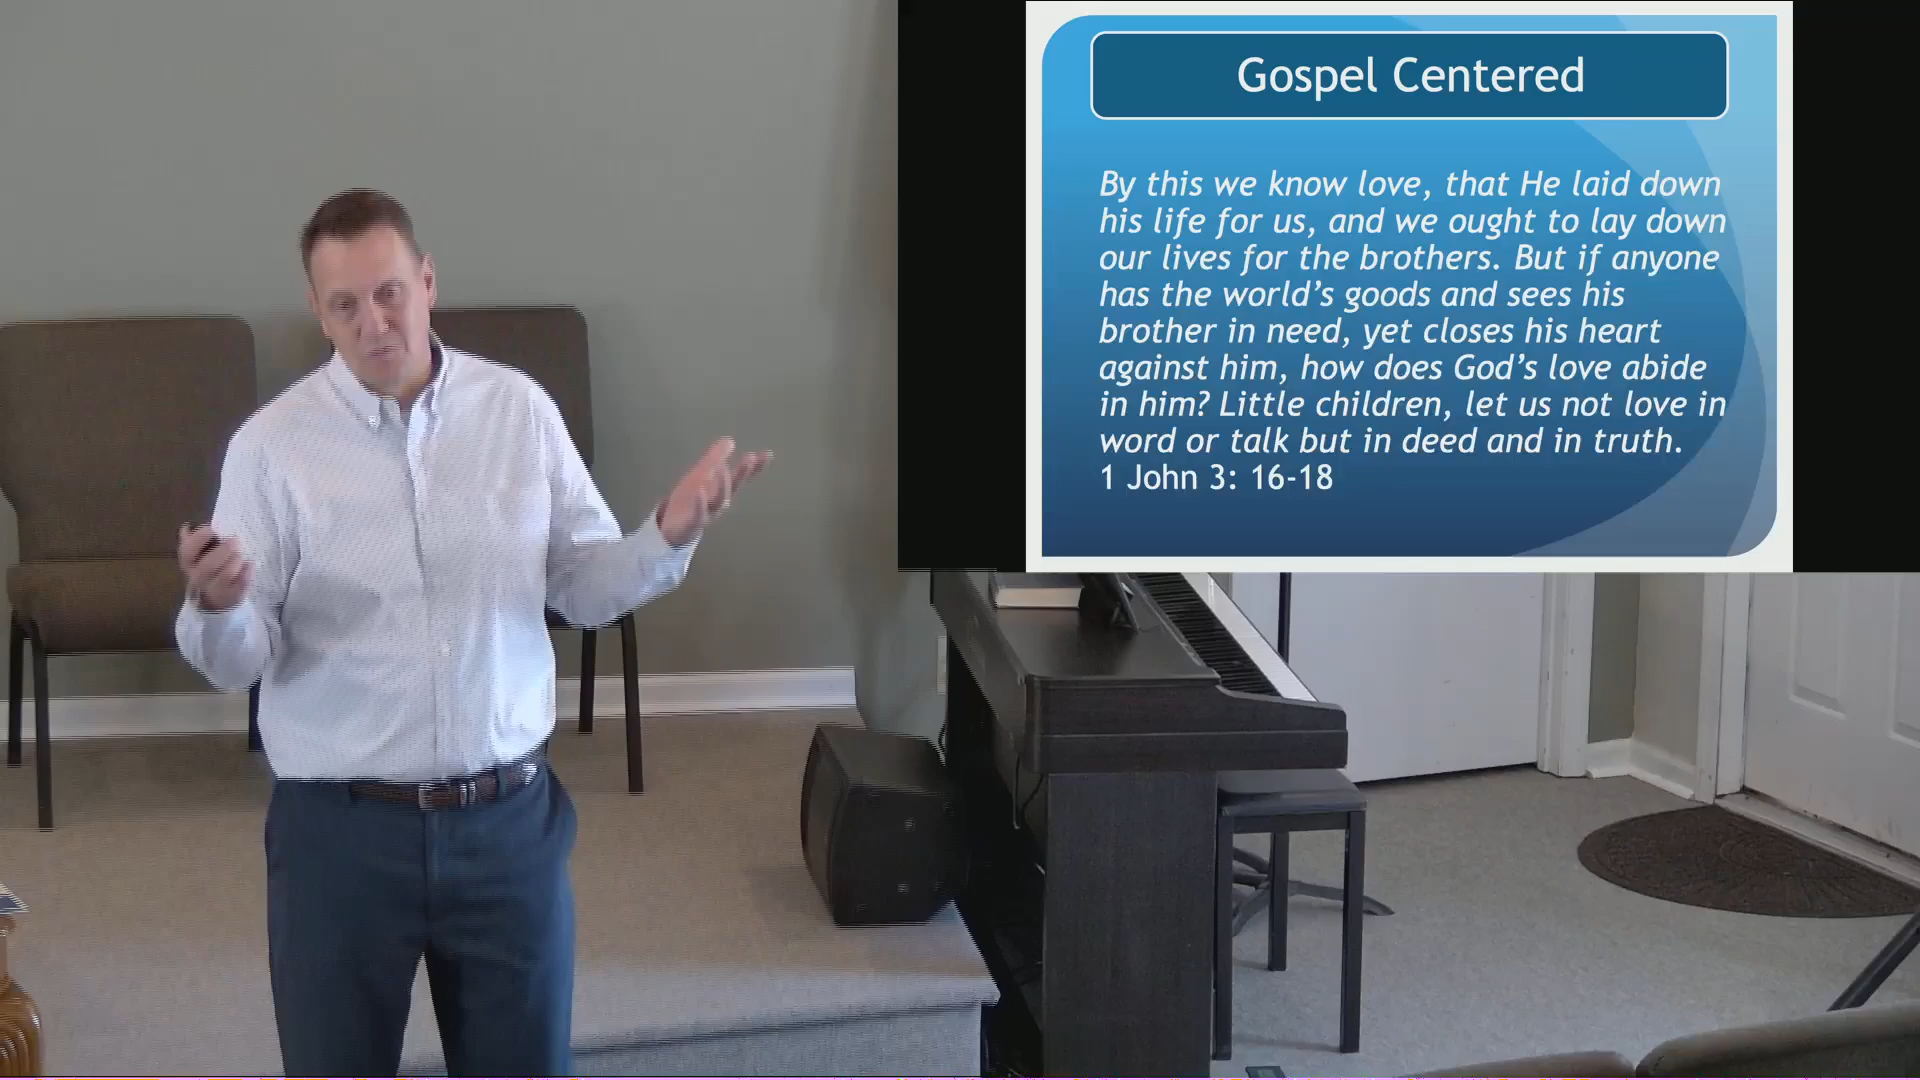 Gospel Centered
By this we know love, that He laid down
his life for us, and we ought to lay down
our lives for the brothers. But if anyone
has the world's goods and sees his
brother in need, yet closes his heart
against him, how does God's love abide
in him? Little children, let us not love in
word or talk but in deed and in truth.
1 John 3: 16-18